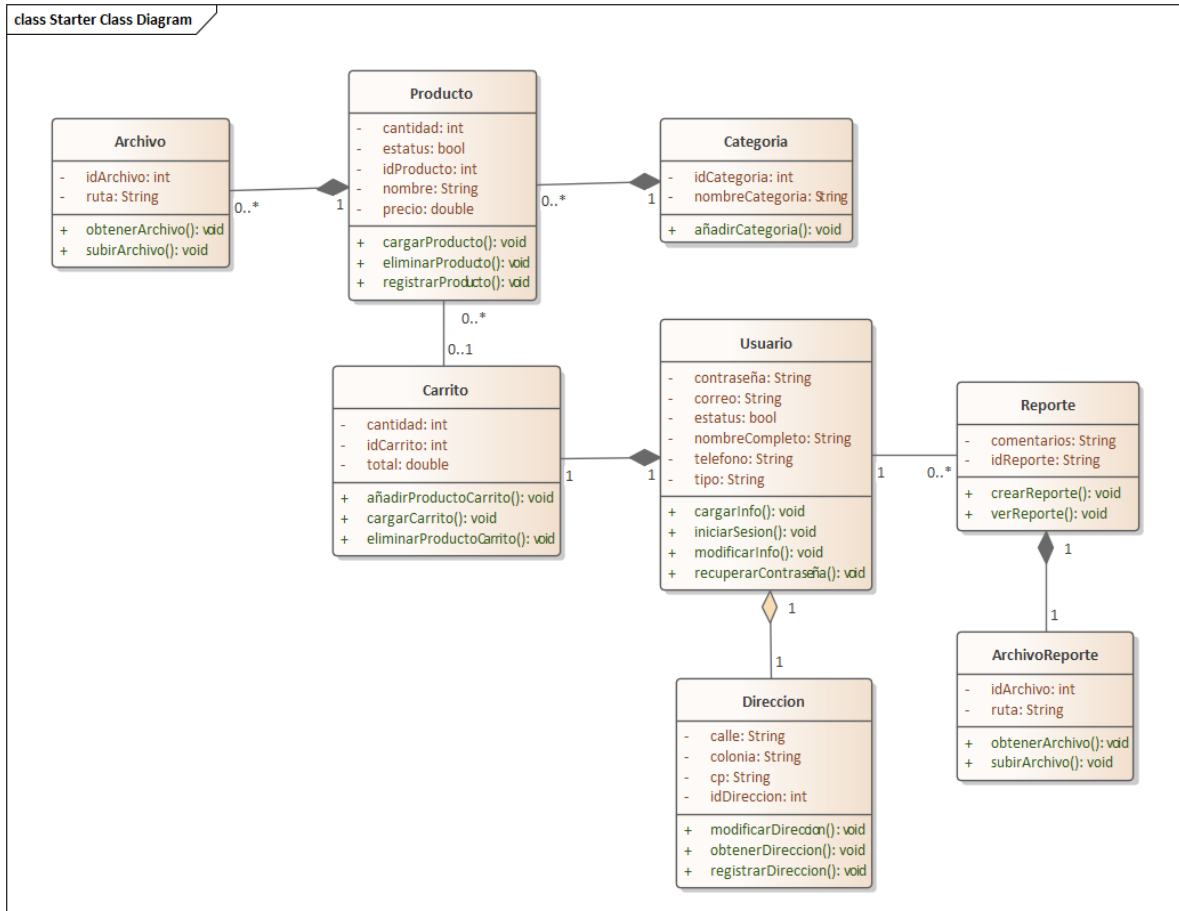 class Starter Class Diagram
Producto
- cantidad: int
- estatus: bool
- idProducto: int
- nombre: String
- precio: double
+ cargarProducto(): void
+ eliminarProducto(): void
+ registrarProducto(): void
Archivo
- idArchivo: int
- ruta: String
+ obtenerArchivo(): void
+ subirArchivo(): void
0..*
1
Categoria
- idCategoria: int
- nombreCategoria: String
+ añadirCategoria(): void
0..*
1
0..*
0..1
Carrito
- cantidad: int
- idCarrito: int
- total: double
+ añadirProductoCarrito(): void
+ cargarCarrito(): void
+ eliminarProductoCarrito(): void
1
1
Usuario
- contraseña: String
- correo: String
- estatus: bool
- nombreCompleto: String
- telefono: String
- tipo: String
+ cargarInfo(): void
+ iniciarSesion(): void
+ modificarInfo(): void
+ recuperarContraseña(): void
1
0..*
Reporte
- comentarios: String
- idReporte: String
+ crearReporte(): void
+ verReporte(): void
1
1
ArchivoReporte
- idArchivo: int
- ruta: String
+ obtenerArchivo(): void
+ subirArchivo(): void
1
1
Direccion
- calle: String
- colonia: String
- cp: String
- idDireccion: int
+ modificarDireccion(): void
+ obtenerDireccion(): void
+ registrarDireccion(): void